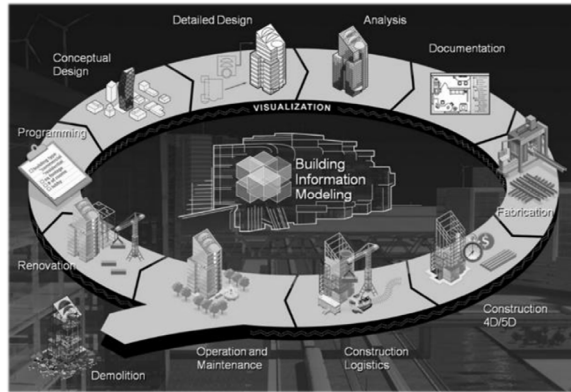 Detailed Design
Analysis
Conceptual
Design
Documentation
VISUALIZATION
Programming
Building
Information
Modeling
Fabrication
Renovation
Construction
4D/5D
Operation and
Maintenance
Construction
Logistics
Demolition